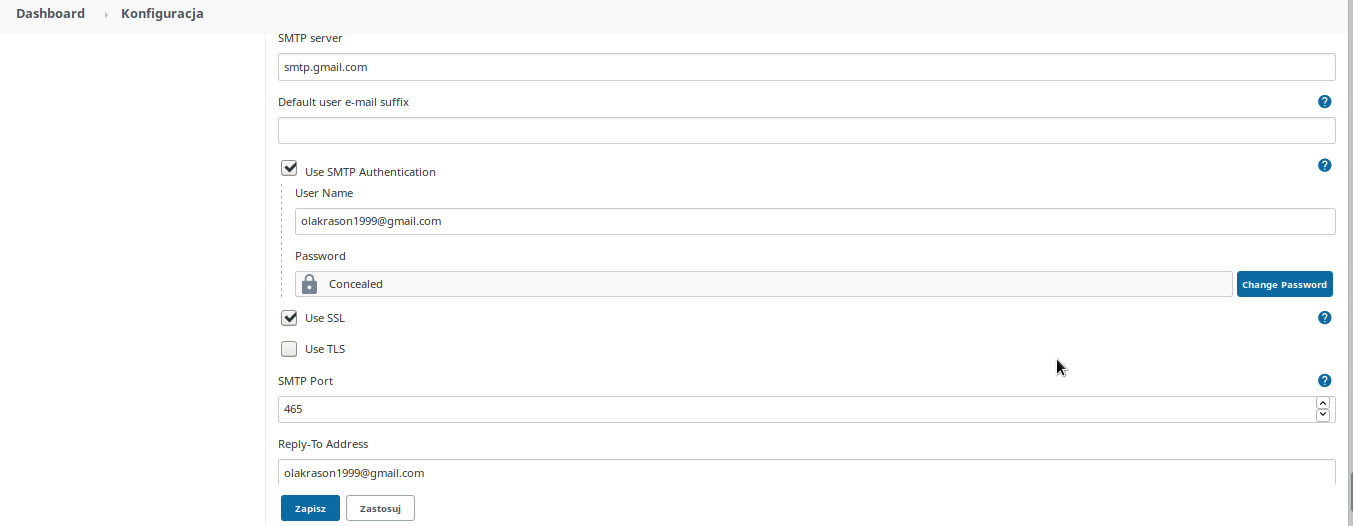 Dashboard › Konfiguracja
SMTP server
smtp.gmail.com
Default user e-mail suffix ?
Use SMTP Authentication ?
User Name
olakrason1999@gmail.com
Password
Concealed Change Password
Use SSL ?
Use TLS
SMTP Port ?
465
Reply-To Address
olakrason1999@gmail.com
Zapisz Zastosuj